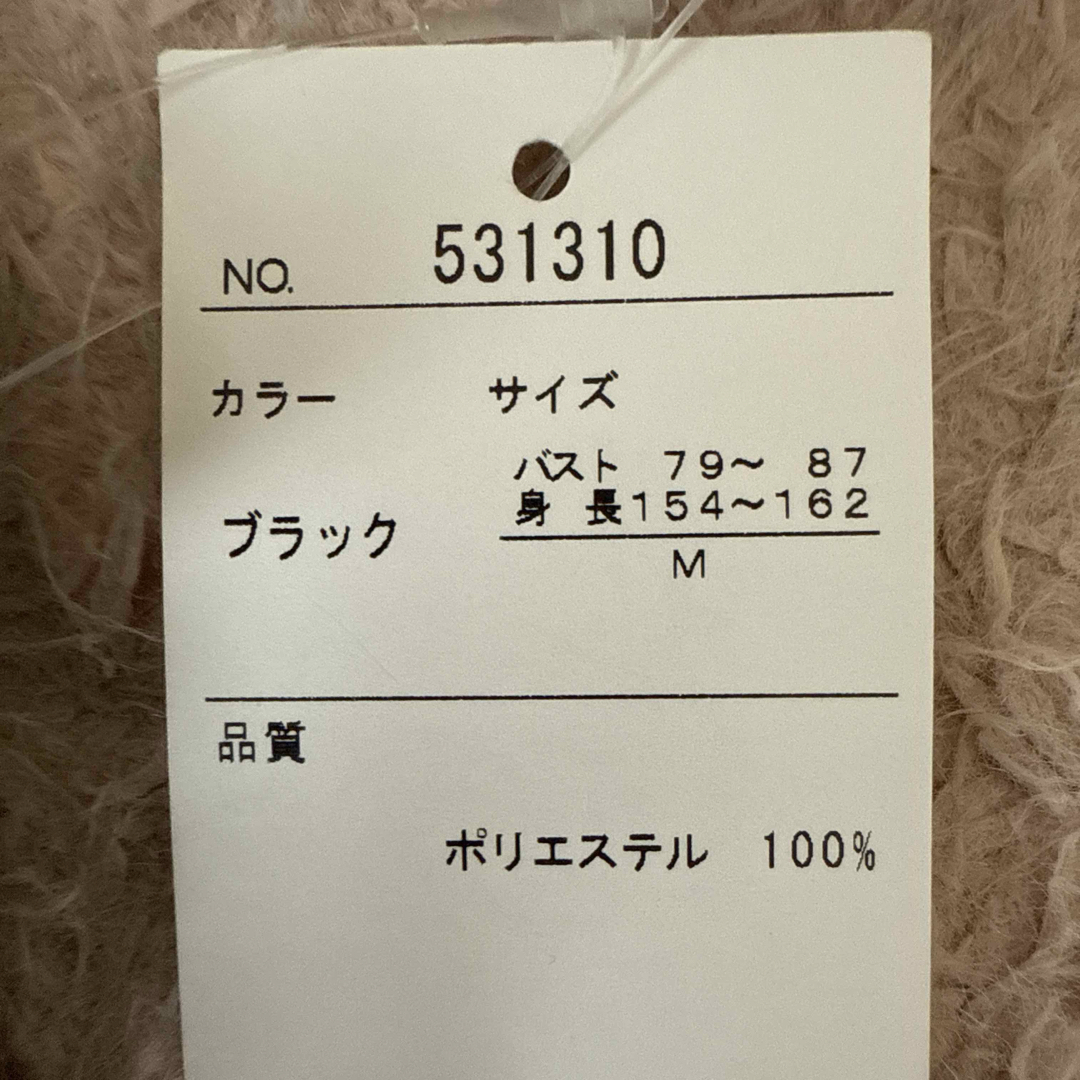 NO. 531310
カラー サイズ
バスト 79〜 87
身 長154〜162
ブラック
M
品質
ポリエステル 100%